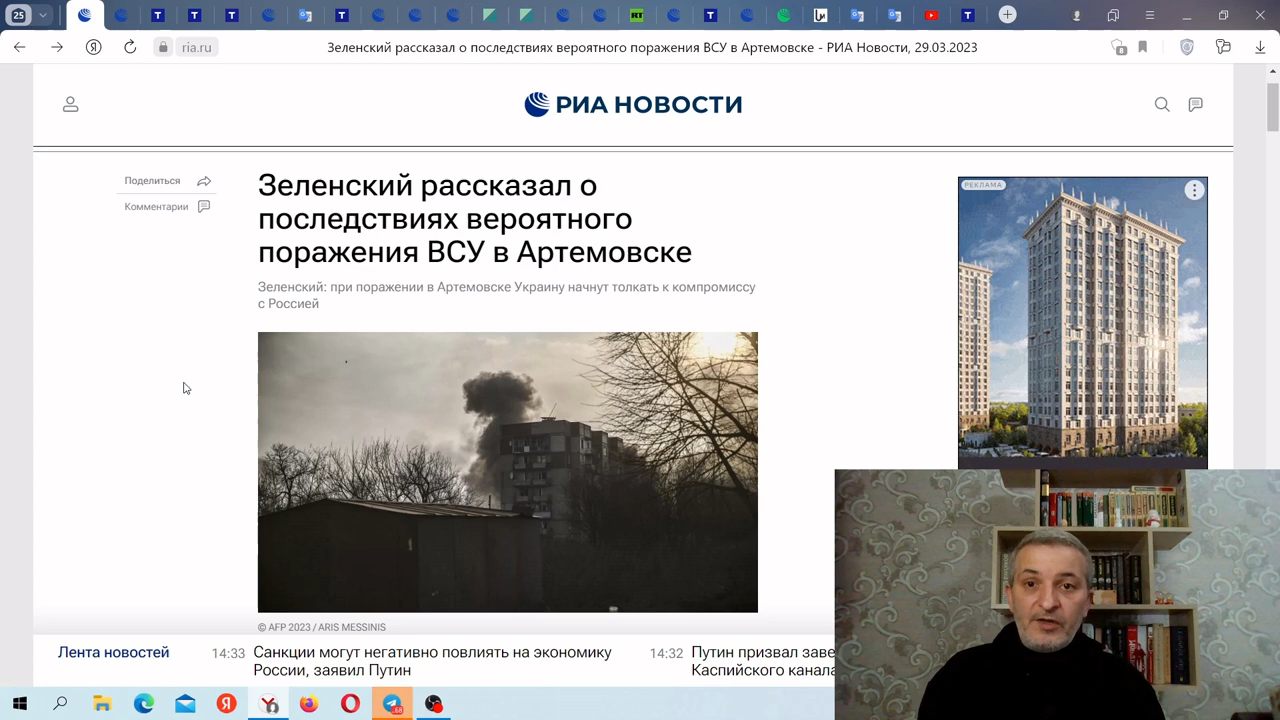 25
ria.ru
Зеленский рассказал о последствиях вероятного поражения ВСУ в Артемовске - РИА Новости, 29.03.2023
8
РИА НОВОСТИ
Поделиться
Комментарии
Зеленский рассказал о
последствиях вероятного
поражения ВСУ в Артемовске
Зеленский: при поражении в Артемовске Украину начнут толкать к компромиссу
с Россией
РЕКЛАМА
© AFP 2023 / ARIS MESSINIS
Лента новостей
14:33 Санкции могут негативно повлиять на экономику
России, заявил Путин
14:32 Путин призвал заве
Каспийского канала